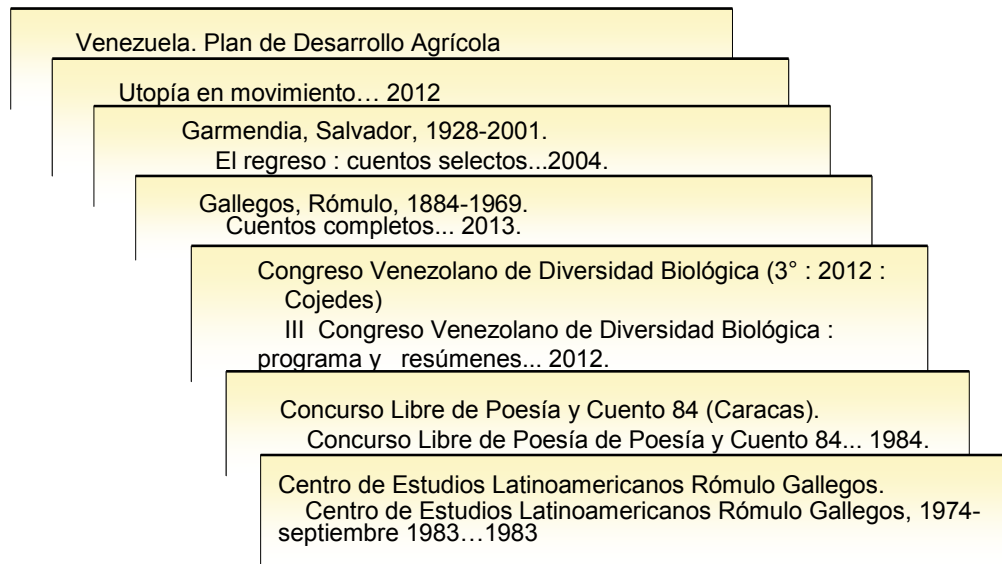 Venezuela. Plan de Desarrollo Agrícola
Utopía en movimiento… 2012
Garmendia, Salvador, 1928-2001.
El regreso : cuentos selectos...2004.
Gallegos, Rómulo, 1884-1969.
Cuentos completos... 2013.
Congreso Venezolano de Diversidad Biológica (3° : 2012 :
Cojedes)
III Congreso Venezolano de Diversidad Biológica :
programa y resúmenes... 2012.
Concurso Libre de Poesía y Cuento 84 (Caracas).
Concurso Libre de Poesía de Poesía y Cuento 84... 1984.
Centro de Estudios Latinoamericanos Rómulo Gallegos.
Centro de Estudios Latinoamericanos Rómulo Gallegos, 1974-
septiembre 1983…1983